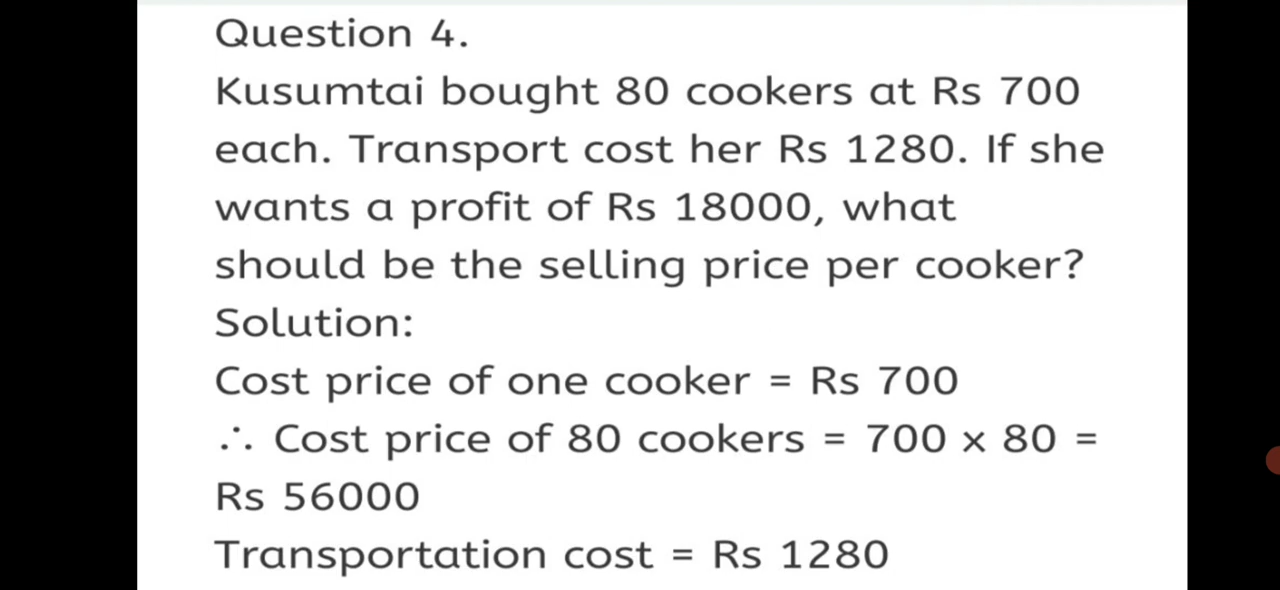 Question 4.
Kusumtai bought 80 cookers at Rs 700
each. Transport cost her Rs 1280. If she
wants a profit of Rs 18000, what
should be the selling price per cooker?
Solution:
Cost price of one cooker = Rs 700
∴ Cost price of 80 cookers = 700 × 80 =
Rs 56000
Transportation cost = Rs 1280